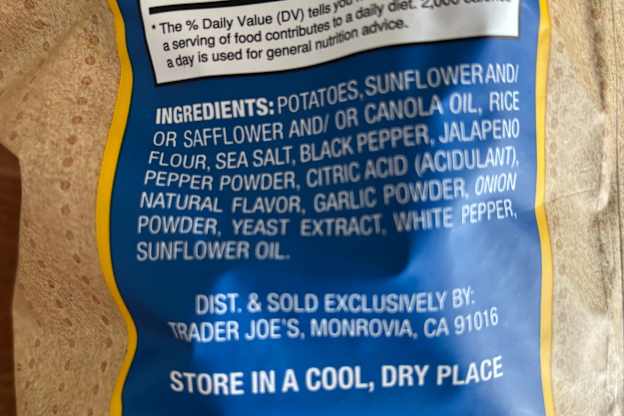 * The % Daily Value (DV) tells you
a serving of food contributes to a daily diet. 2,000
a day is used for general nutrition advice.
INGREDIENTS: POTATOES, SUNFLOWER AND/
OR SAFFLOWER AND/ OR CANOLA OIL, RICE
FLOUR, SEA SALT, BLACK PEPPER, JALAPENO
PEPPER POWDER, CITRIC ACID (ACIDULANT),
NATURAL FLAVOR, GARLIC POWDER, ONION
POWDER, YEAST EXTRACT, WHITE PEPPER,
SUNFLOWER OIL.
DIST. & SOLD EXCLUSIVELY BY:
TRADER JOE'S, MONROVIA, CA 91016
STORE IN A COOL, DRY PLACE